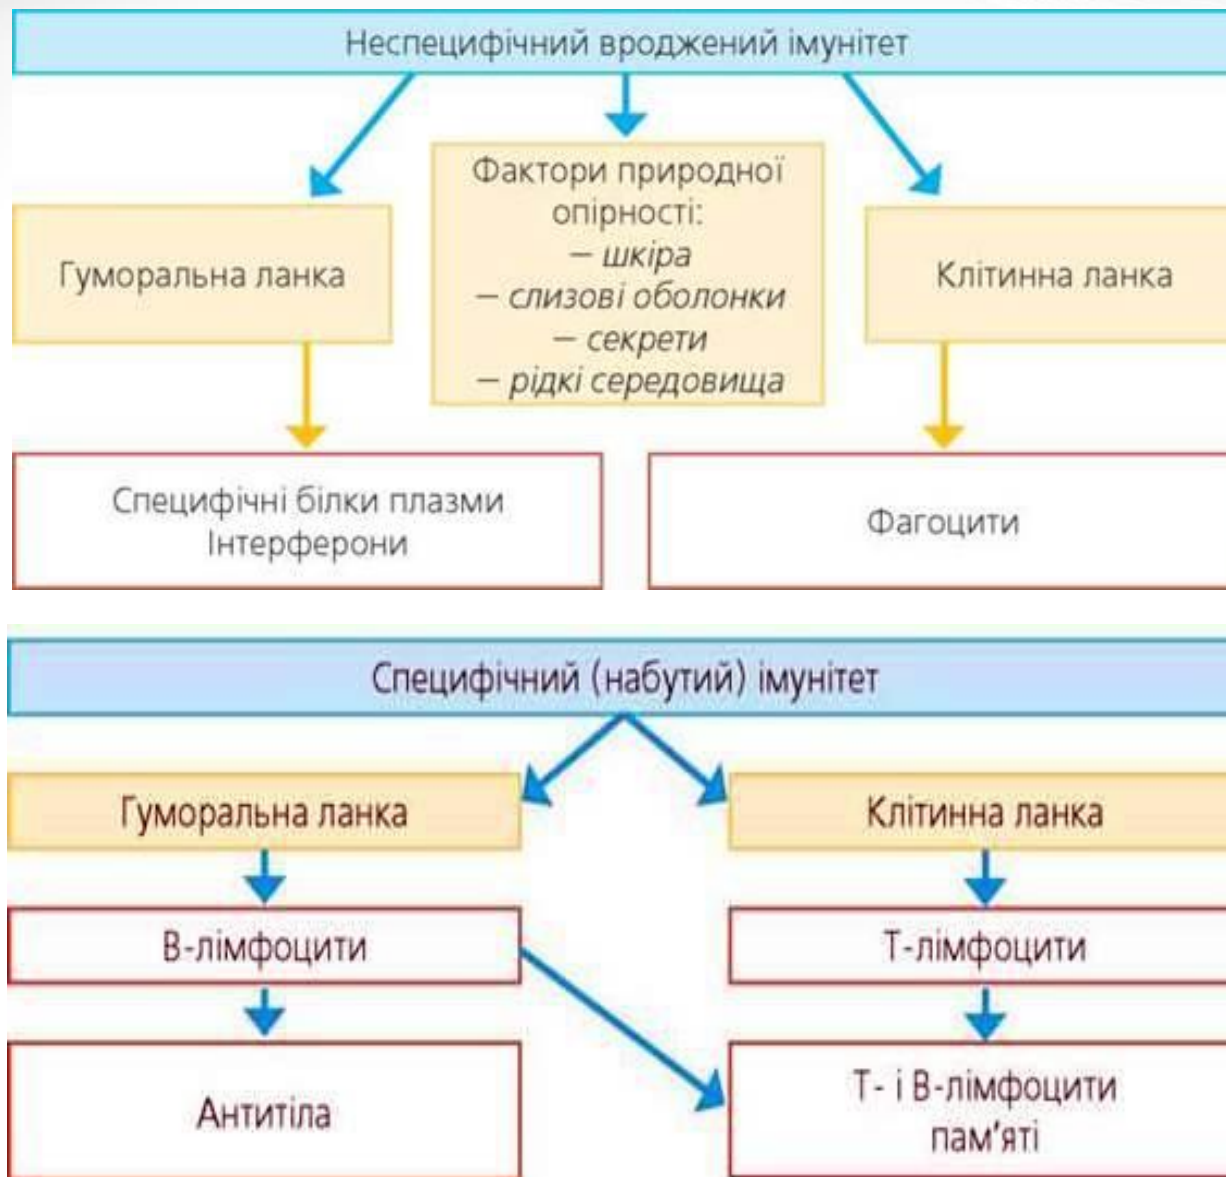 Неспецифічний вроджений імунітет
Гуморальна ланка
Фактори природної
опірності:
– шкіра
– слизові оболонки
– секрети
– рідкі середовища
Клітинна ланка
Специфічні білки плазми
Інтерферони
Фагоцити
Специфічний (набутий) імунітет
Гуморальна ланка
Клітинна ланка
В-лімфоцити
Т-лімфоцити
Антитіла
Т- і В-лімфоцити
пам’яті